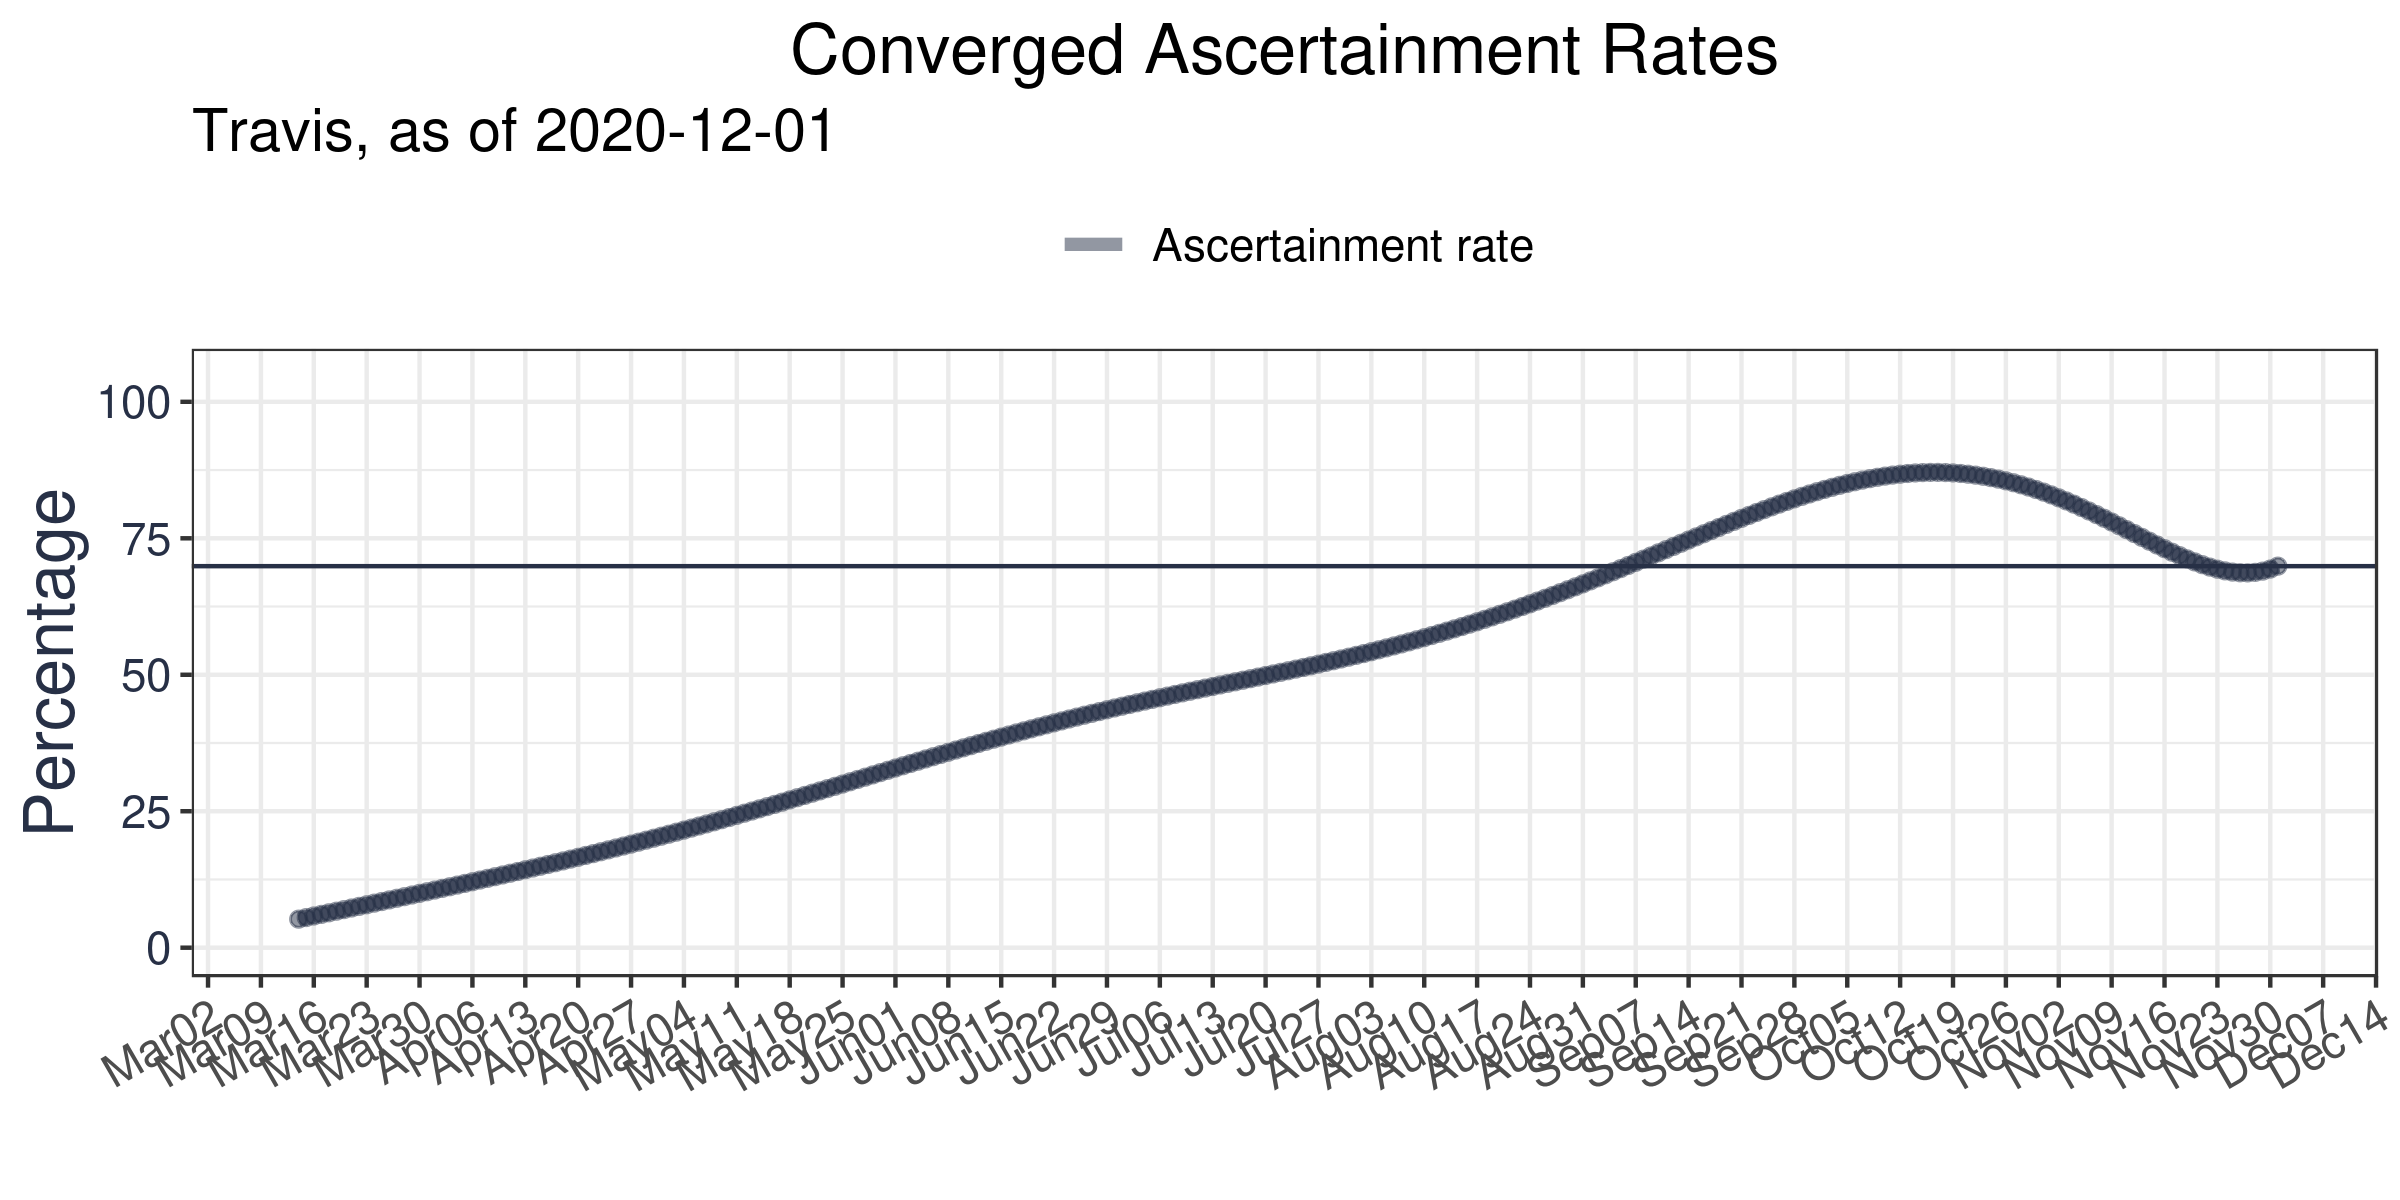 Converged Ascertainment Rates
Travis, as of 2020-12-01
Ascertainment rate
Percentage
100
75
50
25
0
Mar02 Mar09 Mar16 Mar23 Mar30 Apr06 Apr13 Apr20 Apr27 May04 May11 May18 May25 Jun01 Jun08 Jun15 Jun22 Jun29 Jul06 Jul13 Jul20 Jul27 Aug03 Aug10 Aug17 Aug24 Aug31 Sep07 Sep14 Sep21 Sep28 Oct05 Oct12 Oct19 Oct26 Nov02 Nov09 Nov16 Nov23 Nov30 Dec07 Dec14